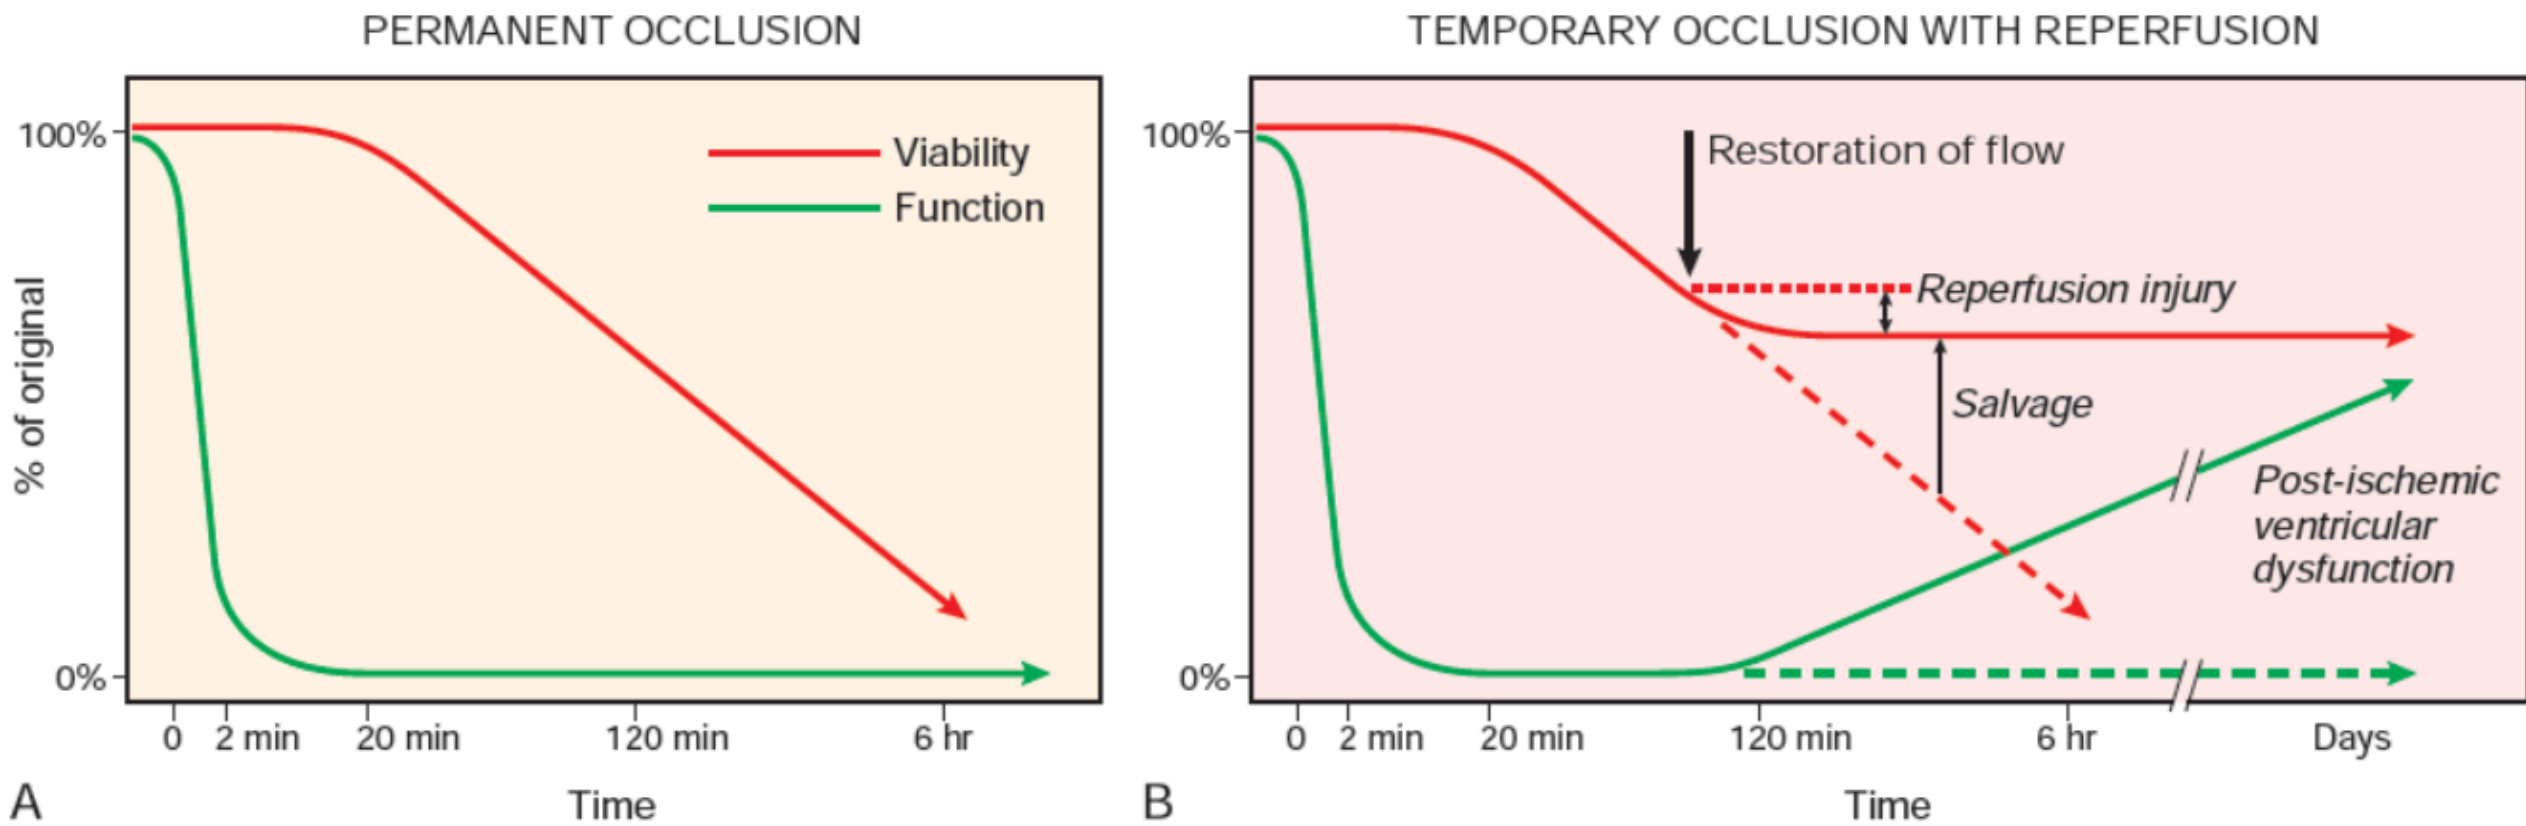 PERMANENT OCCLUSION
100%
Viability
Function
% of original
0%
0
2 min
20 min
120 min
6 hr
A
Time
TEMPORARY OCCLUSION WITH REPERFUSION
100%
Restoration of flow
Reperfusion injury
Salvage
Post-ischemic
ventricular
dysfunction
0%
0
2 min
20 min
120 min
6 hr
Days
B
Time